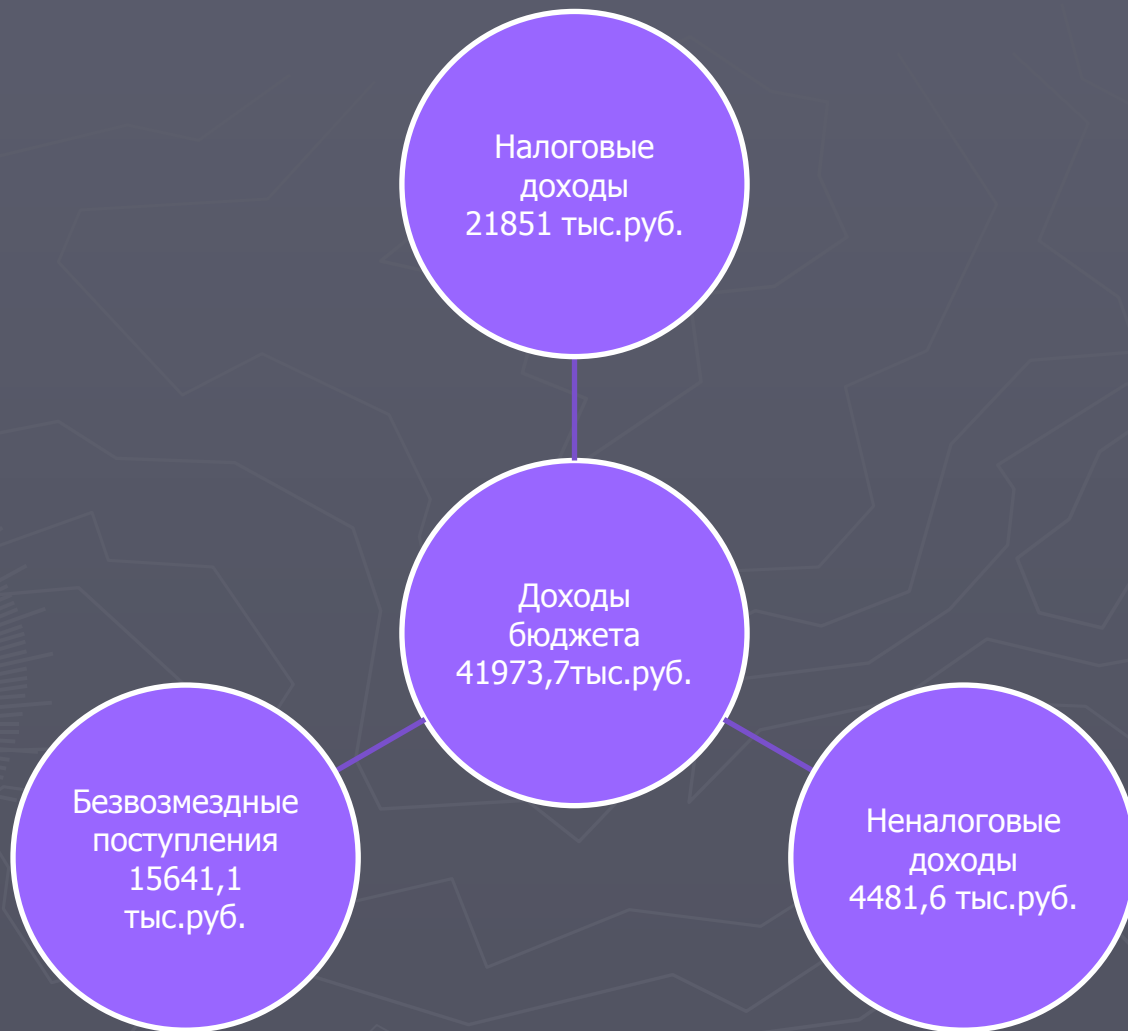 Налоговые
доходы
21851 тыс.руб.
Доходы
бюджета
41973,7тыс.руб.
Безвозмездные
поступления
15641,1
тыс.руб.
Неналоговые
доходы
4481,6 тыс.руб.